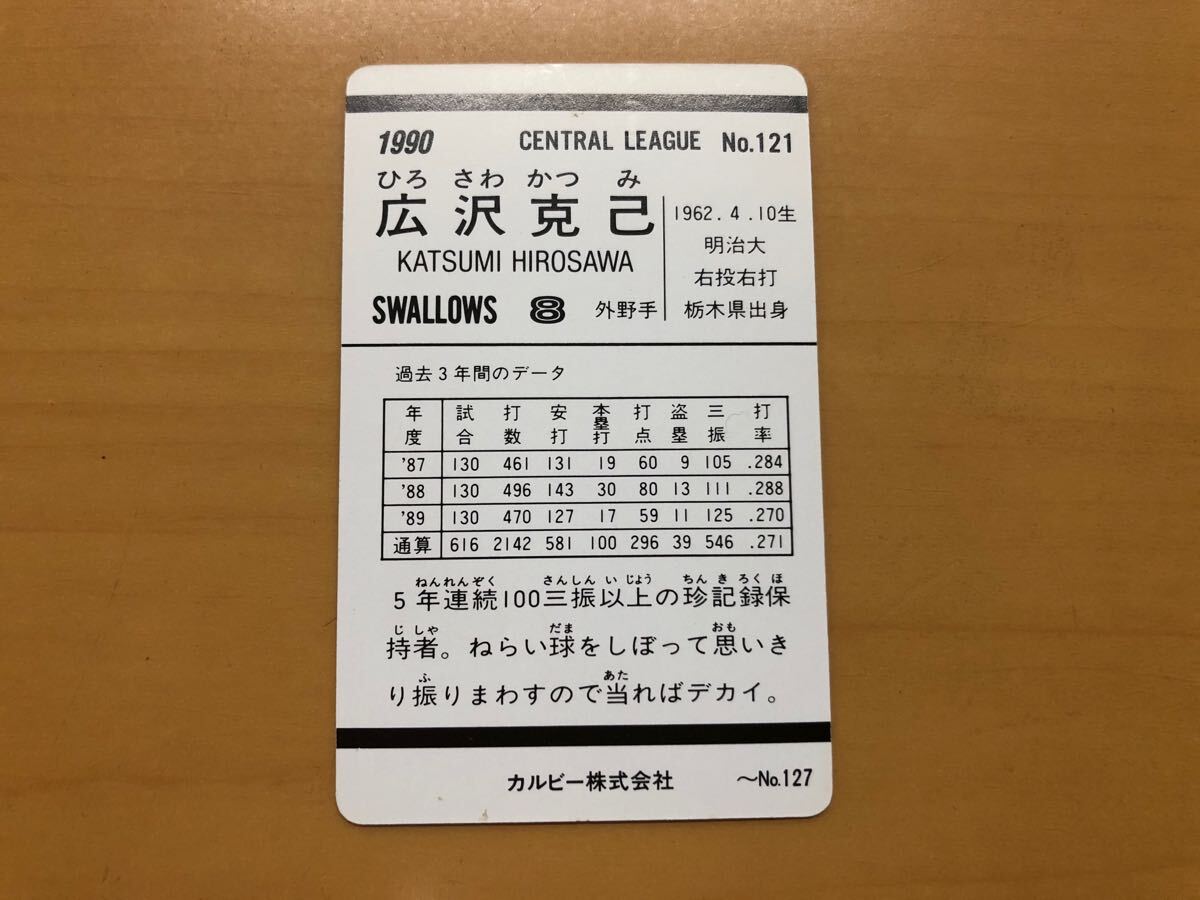 1990 CENTRAL LEAGUE No.121
ひろ さわ かつ み
広沢克己
KATSUMI HIROSAWA
SWALLOWS 8 外野手
1962.4.10生
明治大
右投右打
栃木県出身
過去3年間のデータ
年度 試合 打数 安打 本塁打 打点 盗塁 三振 打率
'87 130 461 131 19 60 9 105 .284
'88 130 496 143 30 80 13 111 .288
'89 130 470 127 17 59 11 125 .270
通算 616 2142 581 100 296 39 546 .271
ねんれんぞく さんしん い じょう ちん き ろく ほ
5年連続100三振以上の珍記録保
じ しゃ だま おも
持者。ねらい球をしぼって思いき
ふ あた
り振りまわすので当ればデカイ。
カルビー株式会社 〜No.127